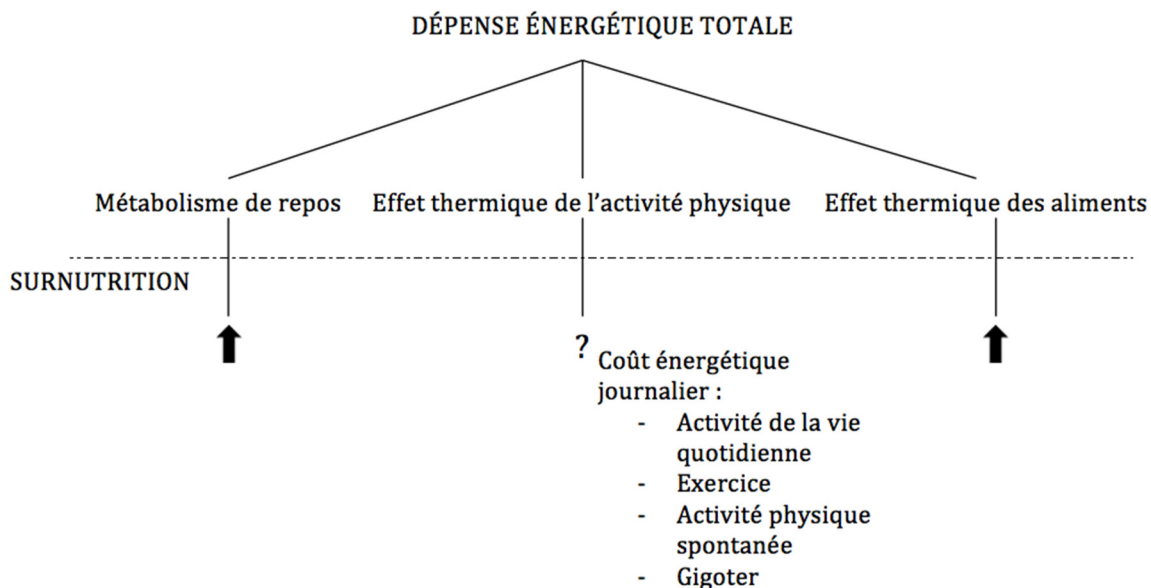 DÉPENSE ÉNERGÉTIQUE TOTALE
Métabolisme de repos
Effet thermique de l'activité physique
Effet thermique des aliments
SURNUTRITION
?
Coût énergétique
journalier :
- Activité de la vie
quotidienne
- Exercice
- Activité physique
spontanée
- Gigoter